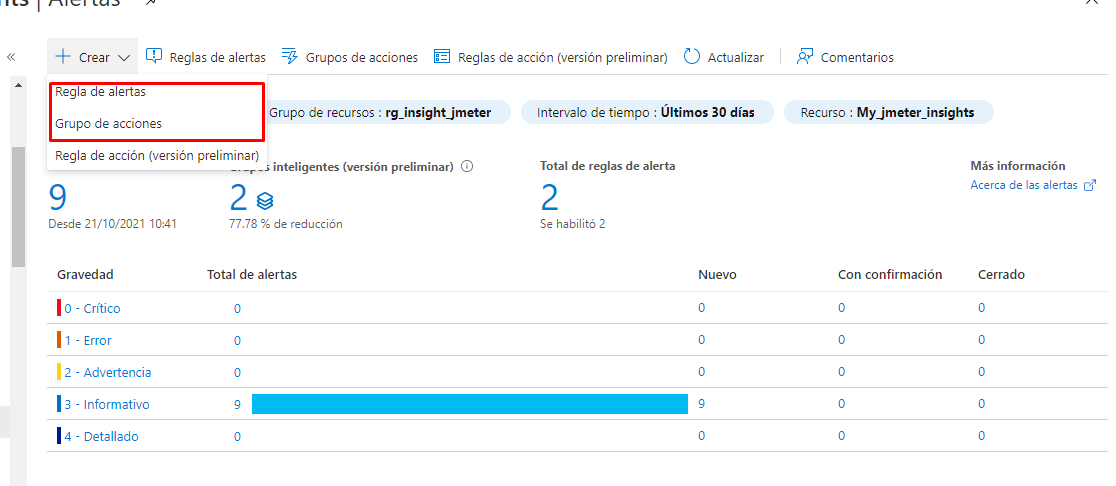 | Alertas
«
Crear
Reglas de alertas
Grupos de acciones
Reglas de acción (versión preliminar)
Actualizar
Comentarios
Regla de alertas
Grupo de acciones
Regla de acción (versión preliminar)
Grupo de recursos : rg_insight_jmeter
Intervalo de tiempo : Últimos 30 días
Recurso : My_jmeter_insights
inteligentes (versión preliminar)
Total de reglas de alerta
Más información
9
2
2
Acerca de las alertas
Desde 21/10/2021 10:41
77.78 % de reducción
Se habilitó 2
Gravedad Total de alertas Nuevo Con confirmación Cerrado
0 - Crítico 0 0 0 0
1 - Error 0 0 0 0
2 - Advertencia 0 0 0 0
3 - Informativo 9 9 0 0
4 - Detallado 0 0 0 0